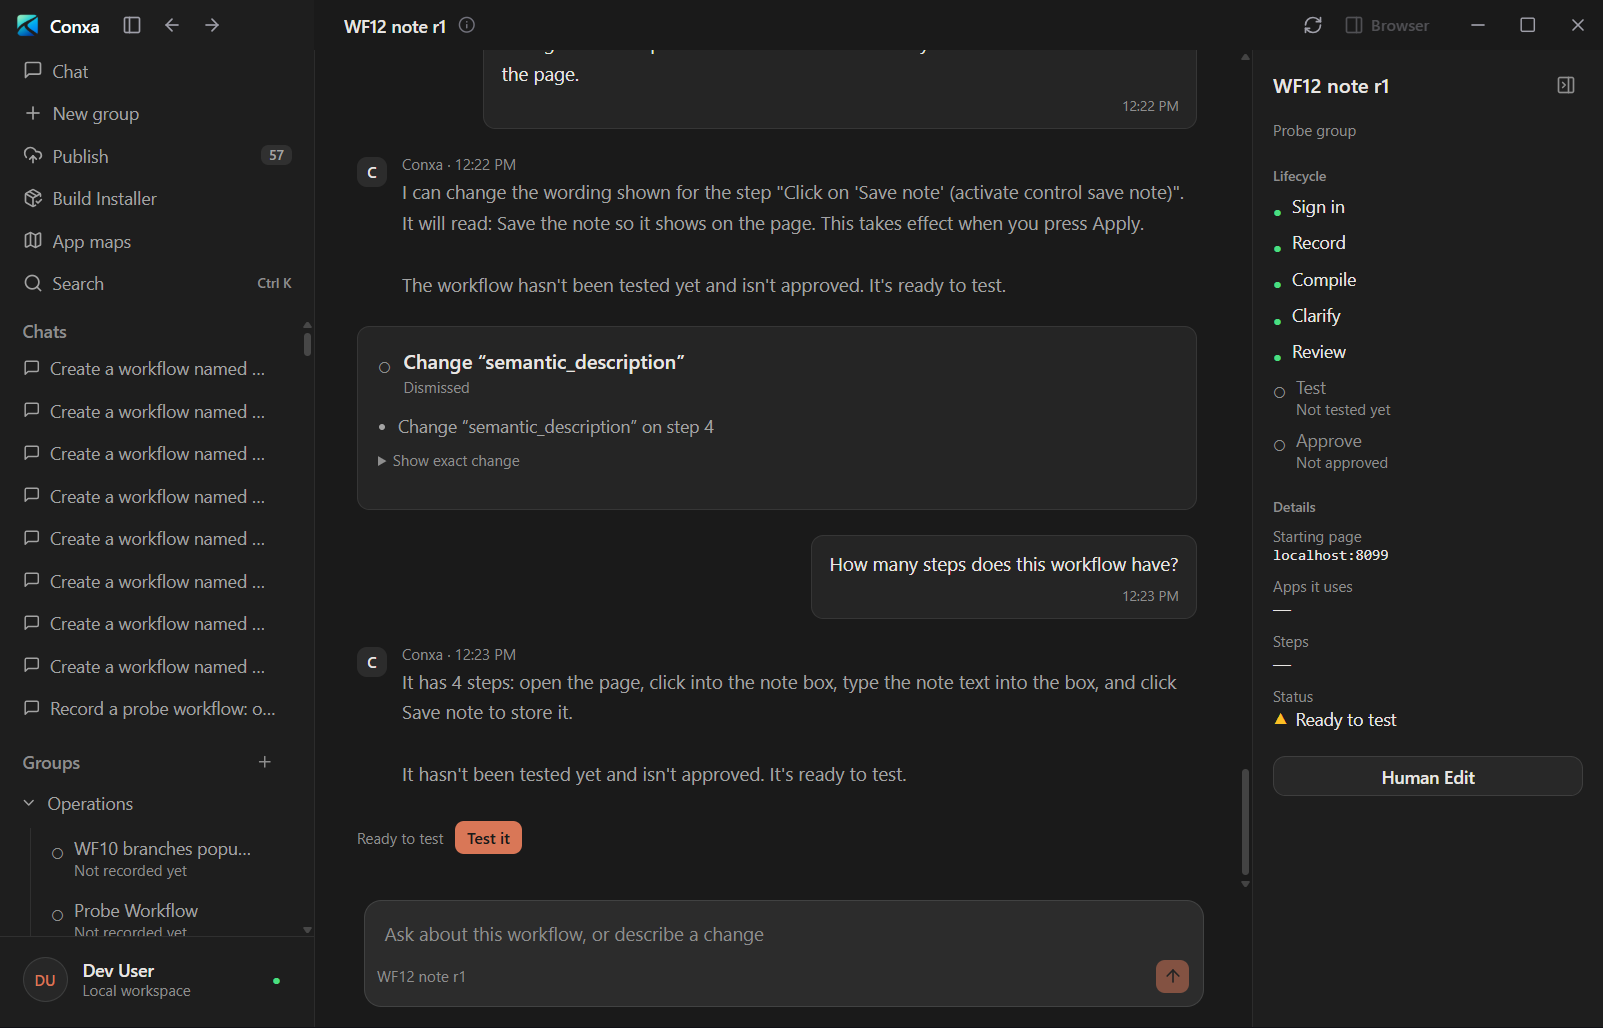 Conxa
WF12 note r1
Browser
Chat
New group
Publish
57
Build Installer
App maps
Search
Ctrl K
Chats
Create a workflow named ...
Create a workflow named ...
Create a workflow named ...
Create a workflow named ...
Create a workflow named ...
Create a workflow named ...
Create a workflow named ...
Create a workflow named ...
Record a probe workflow: o...
Groups
Operations
WF10 branches popu...
Not recorded yet
Probe Workflow
Not recorded yet
DU
Dev User
Local workspace
the page.
12:22 PM
C
Conxa · 12:22 PM
I can change the wording shown for the step "Click on 'Save note' (activate control save note)".
It will read: Save the note so it shows on the page. This takes effect when you press Apply.
The workflow hasn't been tested yet and isn't approved. It's ready to test.
Change “semantic_description”
Dismissed
• Change “semantic_description” on step 4
Show exact change
How many steps does this workflow have?
12:23 PM
C
Conxa · 12:23 PM
It has 4 steps: open the page, click into the note box, type the note text into the box, and click
Save note to store it.
It hasn't been tested yet and isn't approved. It's ready to test.
Ready to test
Test it
Ask about this workflow, or describe a change
WF12 note r1
WF12 note r1
Probe group
Lifecycle
Sign in
Record
Compile
Clarify
Review
Test
Not tested yet
Approve
Not approved
Details
Starting page
localhost:8099
Apps it uses
—
Steps
—
Status
Ready to test
Human Edit